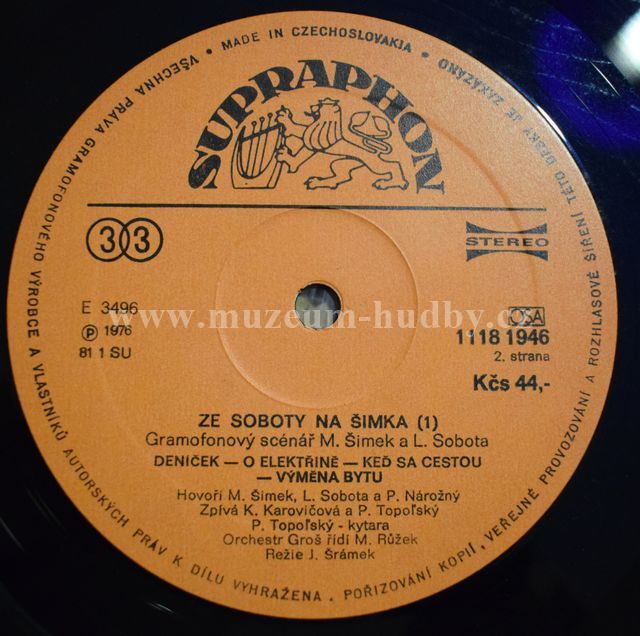 VŠECHNA PRÁVA GRAMOFONOVÉHO VÝROBCE A VLASTNÍKŮ AUTORSKÝCH PRÁV K DÍLU VYHRAŽENA. POŘIZOVÁNÍ KOPIÍ, VEŘEJNÉ PROVOZOVÁNÍ A ROZHLASOVÉ ŠÍŘENÍ TÉTO DESKY JE ZAKÁZÁNO • MADE IN CZECHOSLOVAKIA •
SUPRAPHON
33
STEREO
E 3496
Ⓟ 1976
81 1 SU
www.muzeum-hudby.cz
OSA
1118 1946
2. strana
Kčs 44,-
ZE SOBOTY NA ŠIMKA (1)
Gramofonový scénář M. Šimek a L. Sobota
DENÍČEK — O ELEKTŘINĚ — KEĎ SA CESTOU
— VÝMĚNA BYTU
Hovoří M. Šimek, L. Sobota a P. Nárožný
Zpívá K. Karovičová a P. Topoľský
P. Topoľský - kytara
Orchestr Groš řídí M. Růžek
Režie J. Šrámek